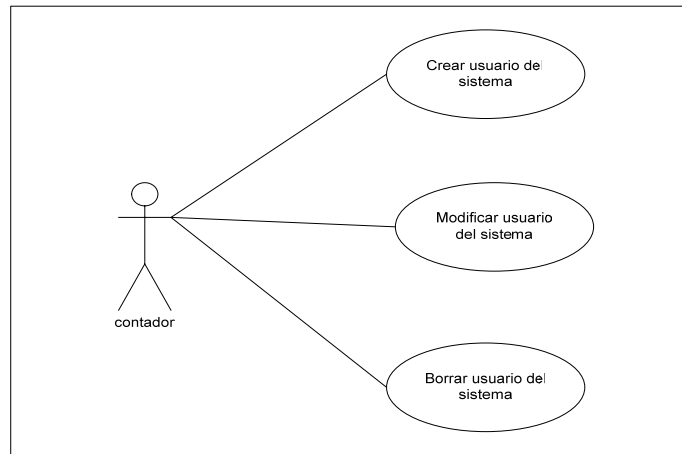 Crear usuario del
sistema
Modificar usuario
del sistema
contador
Borrar usuario del
sistema